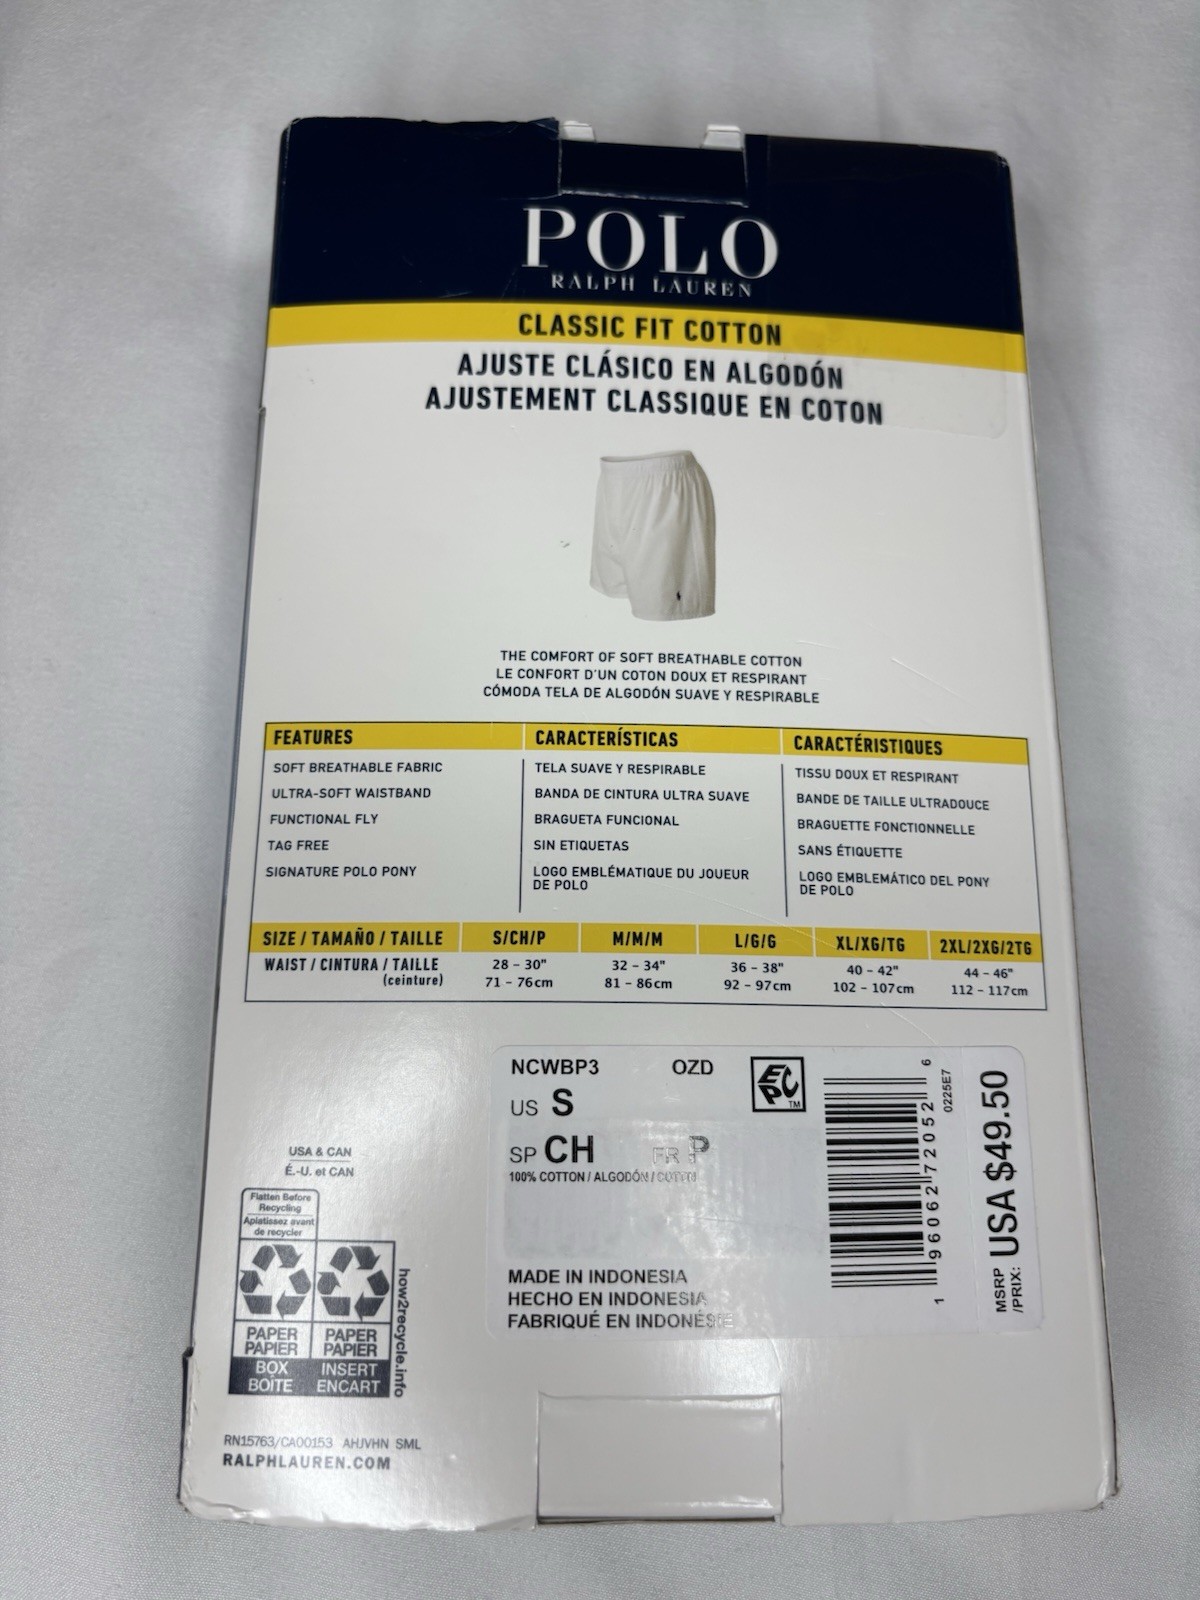 POLO
RALPH LAUREN
CLASSIC FIT COTTON
AJUSTE CLÁSICO EN ALGODÓN
AJUSTEMENT CLASSIQUE EN COTON
THE COMFORT OF SOFT BREATHABLE COTTON
LE CONFORT D'UN COTON DOUX ET RESPIRANT
CÓMODA TELA DE ALGODÓN SUAVE Y RESPIRABLE
FEATURES
SOFT BREATHABLE FABRIC
ULTRA-SOFT WAISTBAND
FUNCTIONAL FLY
TAG FREE
SIGNATURE POLO PONY
CARACTERÍSTICAS
TELA SUAVE Y RESPIRABLE
BANDA DE CINTURA ULTRA SUAVE
BRAGUETA FUNCIONAL
SIN ETIQUETAS
LOGO EMBLÉMATIQUE DU JOUEUR
DE POLO
CARACTÉRISTIQUES
TISSU DOUX ET RESPIRANT
BANDE DE TAILLE ULTRADOUCE
BRAGUETTE FONCTIONNELLE
SANS ÉTIQUETTE
LOGO EMBLEMÁTICO DEL PONY
DE POLO
SIZE / TAMAÑO / TAILLE S/CH/P M/M/M L/G/G XL/XG/TG 2XL/2XG/2TG
WAIST / CINTURA / TAILLE 28 - 30" 32 - 34" 36 - 38" 40 - 42" 44 - 46"
(ceinture) 71 - 76cm 81 - 86cm 92 - 97cm 102 - 107cm 112 - 117cm
NCWBP3 OZD
US S
SP CH FR P
100% COTTON / ALGODÓN / COTON
MADE IN INDONESIA
HECHO EN INDONESIA
FABRIQUÉ EN INDONÉSIE
EPC TM
1 96062 72052 6
0225E7
MSRP
/PRIX: USA $49.50
USA & CAN
É.-U. et CAN
Flatten Before
Recycling
Aplatissez avant
de recycler
PAPER
PAPIER
BOX
BOÎTE
PAPER
PAPIER
INSERT
ENCART
how2recycle.info
RN15763/CA00153 AHJVHN SML
RALPHLAUREN.COM